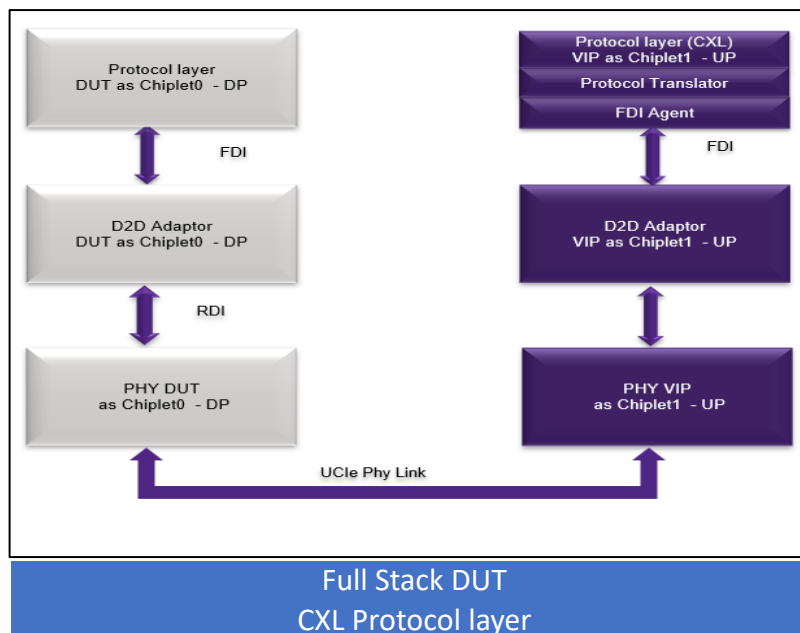 Protocol layer
DUT as Chiplet0 - DP
FDI
D2D Adaptor
DUT as Chiplet0 - DP
RDI
PHY DUT
as Chiplet0 - DP
Protocol layer (CXL)
VIP as Chiplet1 - UP
Protocol Translator
FDI Agent
FDI
D2D Adaptor
VIP as Chiplet1 - UP
PHY VIP
as Chiplet1 - UP
UCIe Phy Link
Full Stack DUT
CXL Protocol layer